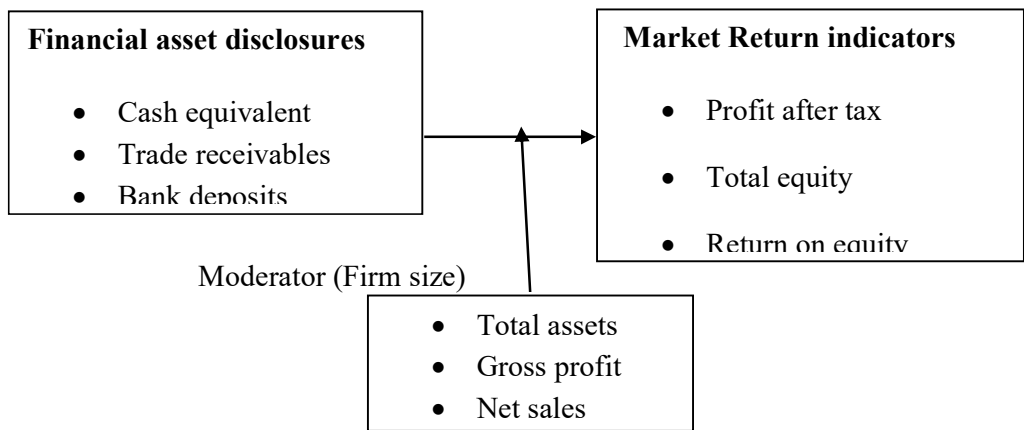 Financial asset disclosures
• Cash equivalent
• Trade receivables
• Bank deposits
Market Return indicators
• Profit after tax
• Total equity
• Return on equity
Moderator (Firm size)
• Total assets
• Gross profit
• Net sales